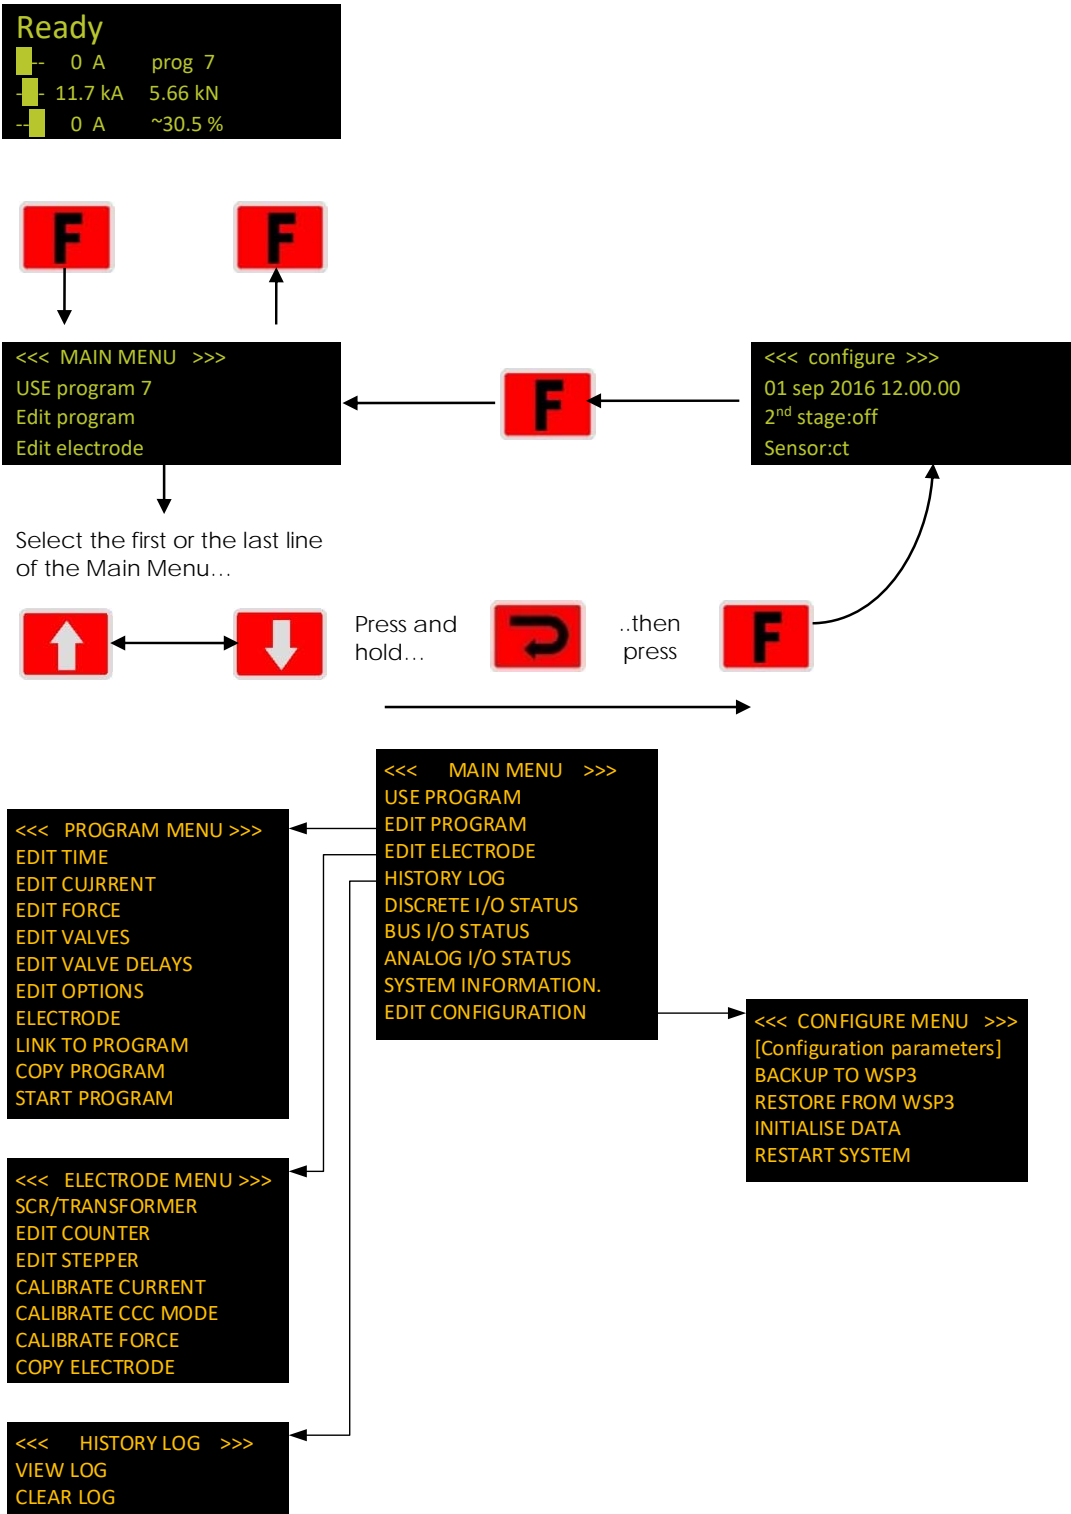 Ready
-- 0 A prog 7
- - 11.7 kA 5.66 kN
-- 0 A ~30.5 %
F
F
<<< MAIN MENU >>>
USE program 7
Edit program
Edit electrode
F
<<< configure >>>
01 sep 2016 12.00.00
2nd stage:off
Sensor:ct
Select the first or the last line
of the Main Menu…
Press and
hold…
..then
press
F
<<< MAIN MENU >>>
USE PROGRAM
EDIT PROGRAM
EDIT ELECTRODE
HISTORY LOG
DISCRETE I/O STATUS
BUS I/O STATUS
ANALOG I/O STATUS
SYSTEM INFORMATION.
EDIT CONFIGURATION
<<< PROGRAM MENU >>>
EDIT TIME
EDIT CUJRRENT
EDIT FORCE
EDIT VALVES
EDIT VALVE DELAYS
EDIT OPTIONS
ELECTRODE
LINK TO PROGRAM
COPY PROGRAM
START PROGRAM
<<< CONFIGURE MENU >>>
[Configuration parameters]
BACKUP TO WSP3
RESTORE FROM WSP3
INITIALISE DATA
RESTART SYSTEM
<<< ELECTRODE MENU >>>
SCR/TRANSFORMER
EDIT COUNTER
EDIT STEPPER
CALIBRATE CURRENT
CALIBRATE CCC MODE
CALIBRATE FORCE
COPY ELECTRODE
<<< HISTORY LOG >>>
VIEW LOG
CLEAR LOG